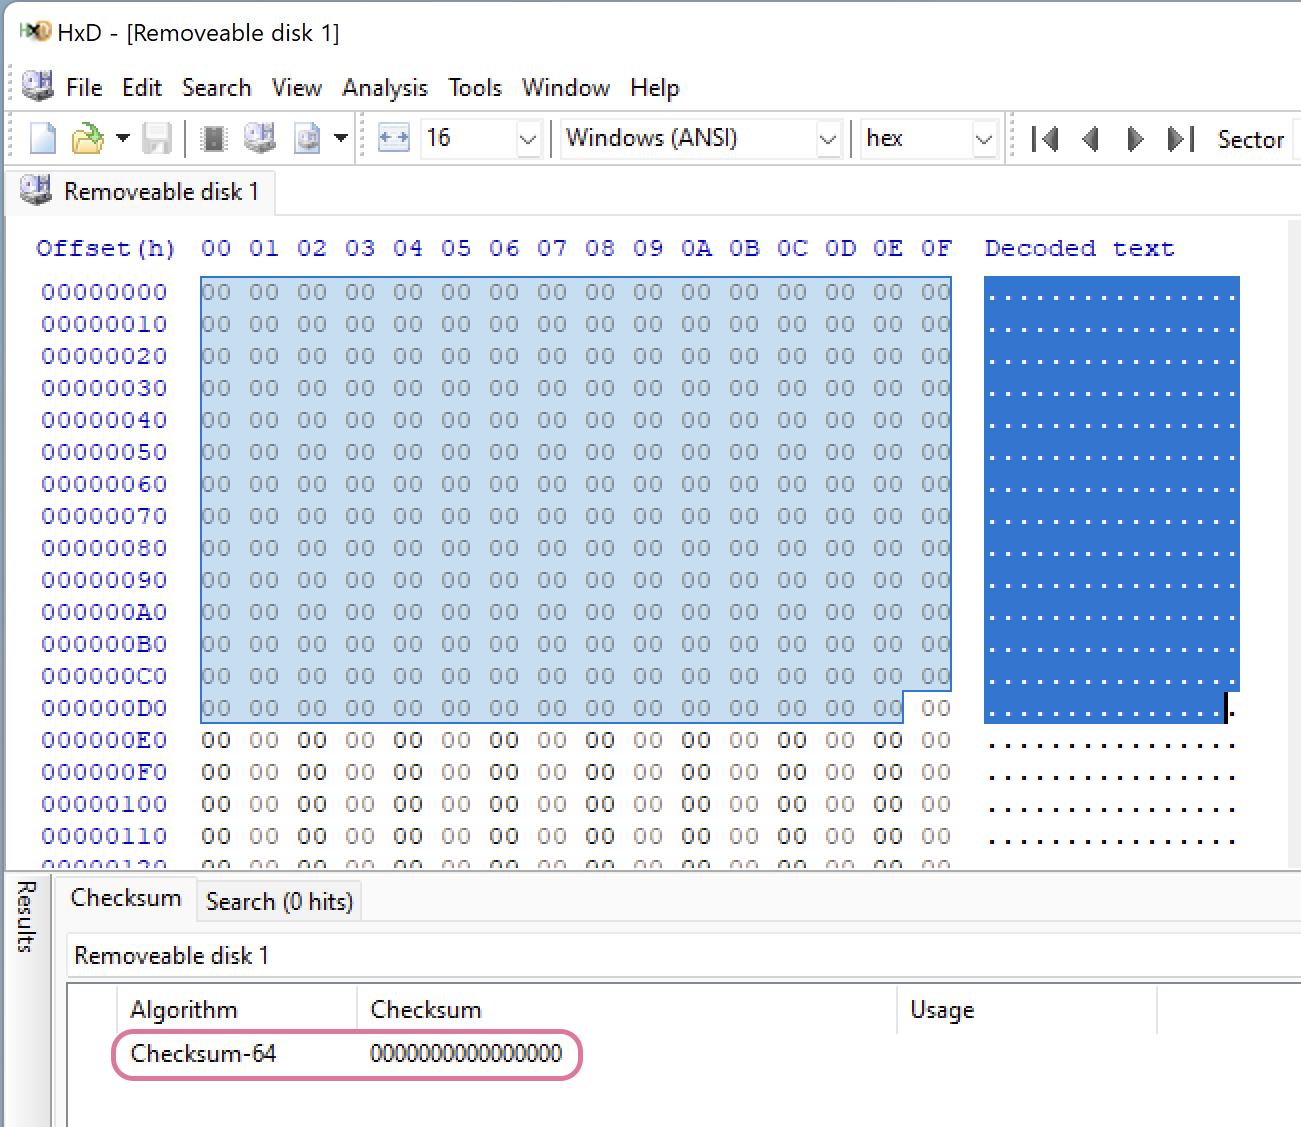 HxD - [Removeable disk 1]
File Edit Search View Analysis Tools Window Help
16 Windows (ANSI) hex Sector
Removeable disk 1
Offset(h) 00 01 02 03 04 05 06 07 08 09 0A 0B 0C 0D 0E 0F Decoded text
00000000 00 00 00 00 00 00 00 00 00 00 00 00 00 00 00 00 ................
00000010 00 00 00 00 00 00 00 00 00 00 00 00 00 00 00 00 ................
00000020 00 00 00 00 00 00 00 00 00 00 00 00 00 00 00 00 ................
00000030 00 00 00 00 00 00 00 00 00 00 00 00 00 00 00 00 ................
00000040 00 00 00 00 00 00 00 00 00 00 00 00 00 00 00 00 ................
00000050 00 00 00 00 00 00 00 00 00 00 00 00 00 00 00 00 ................
00000060 00 00 00 00 00 00 00 00 00 00 00 00 00 00 00 00 ................
00000070 00 00 00 00 00 00 00 00 00 00 00 00 00 00 00 00 ................
00000080 00 00 00 00 00 00 00 00 00 00 00 00 00 00 00 00 ................
00000090 00 00 00 00 00 00 00 00 00 00 00 00 00 00 00 00 ................
000000A0 00 00 00 00 00 00 00 00 00 00 00 00 00 00 00 00 ................
000000B0 00 00 00 00 00 00 00 00 00 00 00 00 00 00 00 00 ................
000000C0 00 00 00 00 00 00 00 00 00 00 00 00 00 00 00 00 ................
000000D0 00 00 00 00 00 00 00 00 00 00 00 00 00 00 00 00 ................
000000E0 00 00 00 00 00 00 00 00 00 00 00 00 00 00 00 00 ................
000000F0 00 00 00 00 00 00 00 00 00 00 00 00 00 00 00 00 ................
00000100 00 00 00 00 00 00 00 00 00 00 00 00 00 00 00 00 ................
00000110 00 00 00 00 00 00 00 00 00 00 00 00 00 00 00 00 ................
00000120 00 00 00 00 00 00 00 00 00 00 00 00 00 00 00 00
Results
Checksum Search (0 hits)
Removeable disk 1
Algorithm Checksum Usage
Checksum-64 0000000000000000